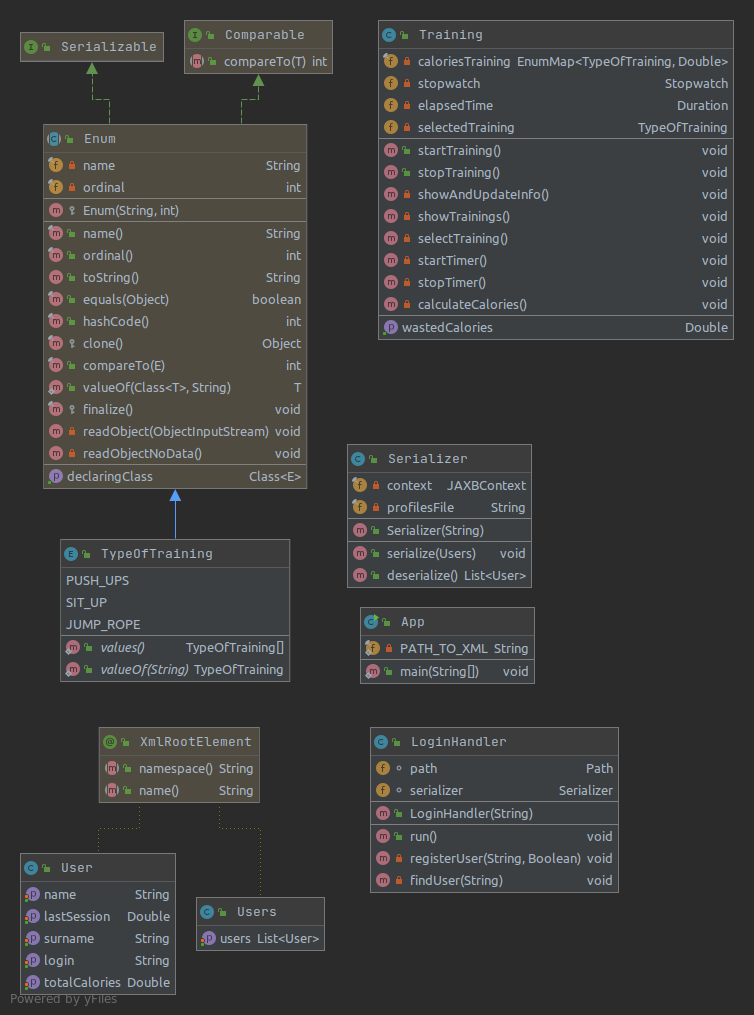 Serializable
Comparable
compareTo(T) int
Enum
name String
ordinal int
Enum(String, int)
name() String
ordinal() int
toString() String
equals(Object) boolean
hashCode() int
clone() Object
compareTo(E) int
valueOf(Class<T>, String) T
finalize() void
readObject(ObjectInputStream) void
readObjectNoData() void
declaringClass Class<E>
TypeOfTraining
PUSH_UPS
SIT_UP
JUMP_ROPE
values() TypeOfTraining[]
valueOf(String) TypeOfTraining
Training
caloriesTraining EnumMap<TypeOfTraining, Double>
stopwatch Stopwatch
elapsedTime Duration
selectedTraining TypeOfTraining
startTraining() void
stopTraining() void
showAndUpdateInfo() void
showTrainings() void
selectTraining() void
startTimer() void
stopTimer() void
calculateCalories() void
wastedCalories Double
Serializer
context JAXBContext
profilesFile String
Serializer(String)
serialize(Users) void
deserialize() List<User>
App
PATH_TO_XML String
main(String[]) void
XmlRootElement
namespace() String
name() String
LoginHandler
path Path
serializer Serializer
LoginHandler(String)
run() void
registerUser(String, Boolean) void
findUser(String) void
User
name String
lastSession Double
surname String
login String
totalCalories Double
Users
users List<User>
Powered by yFiles